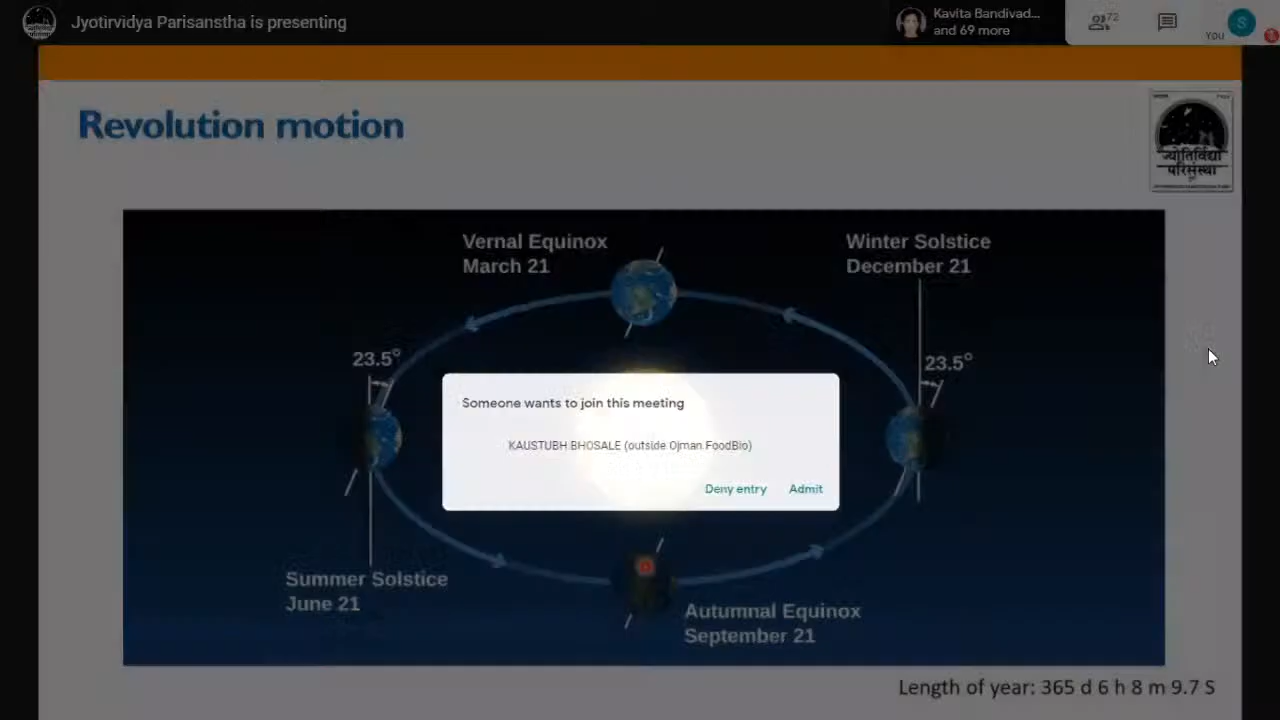 Jyotirvidya Parisanstha is presenting
Kavita Bandivad...
and 69 more
72
You
S
Revolution motion
ज्योतिर्विद्या
परिसंस्था
Vernal Equinox
March 21
Winter Solstice
December 21
23.5°
23.5°
Someone wants to join this meeting
KAUSTUBH BHOSALE (outside Ojman FoodBio)
Deny entry
Admit
Summer Solstice
June 21
Autumnal Equinox
September 21
Length of year: 365 d 6 h 8 m 9.7 S